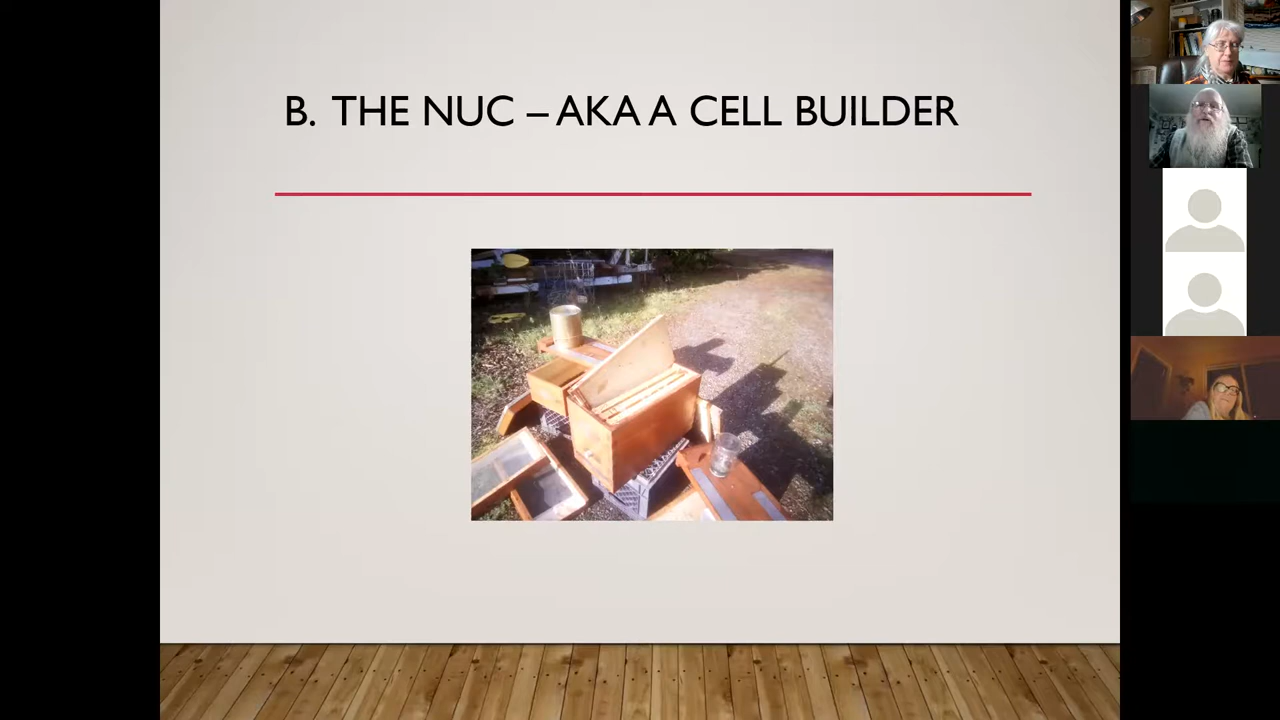 B. THE NUC – AKA A CELL BUILDER